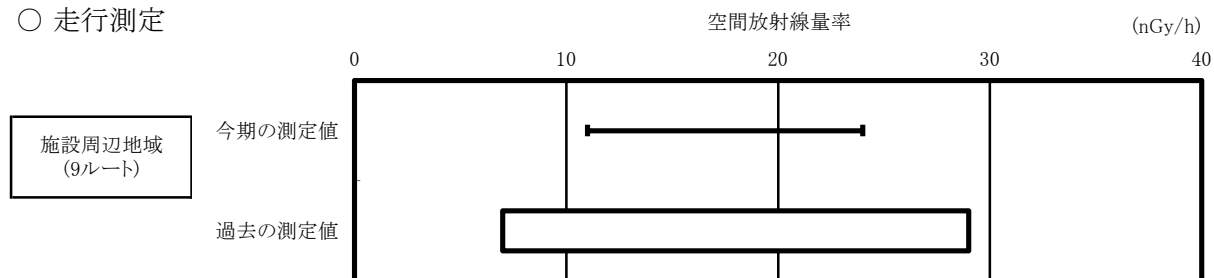 ○ 走行測定
空間放射線量率
(nGy/h)
0 10 20 30 40
施設周辺地域
(9ルート)
今期の測定値
過去の測定値